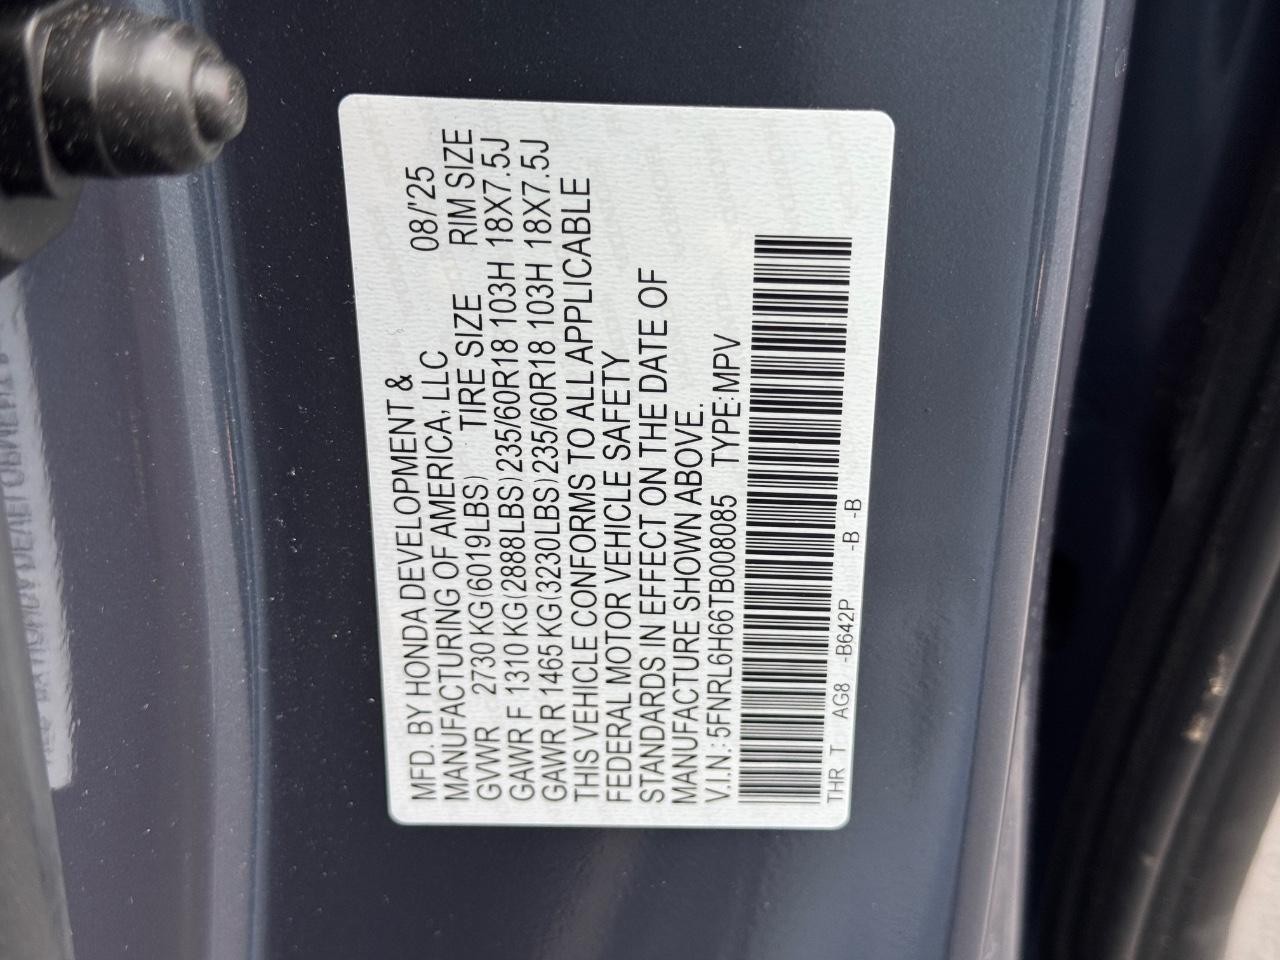 MFD. BY HONDA DEVELOPMENT &
MANUFACTURING OF AMERICA, LLC 08/'25
GVWR 2730 KG(6019LBS) TIRE SIZE RIM SIZE
GAWR F 1310 KG(2888LBS) 235/60R18 103H 18X7.5J
GAWR R 1465 KG(3230LBS) 235/60R18 103H 18X7.5J
THIS VEHICLE CONFORMS TO ALL APPLICABLE
FEDERAL MOTOR VEHICLE SAFETY
STANDARDS IN EFFECT ON THE DATE OF
MANUFACTURE SHOWN ABOVE.
V.I.N.: 5FNRL6H66TB008085 TYPE: MPV
THR T AG8 -B642P -B -B